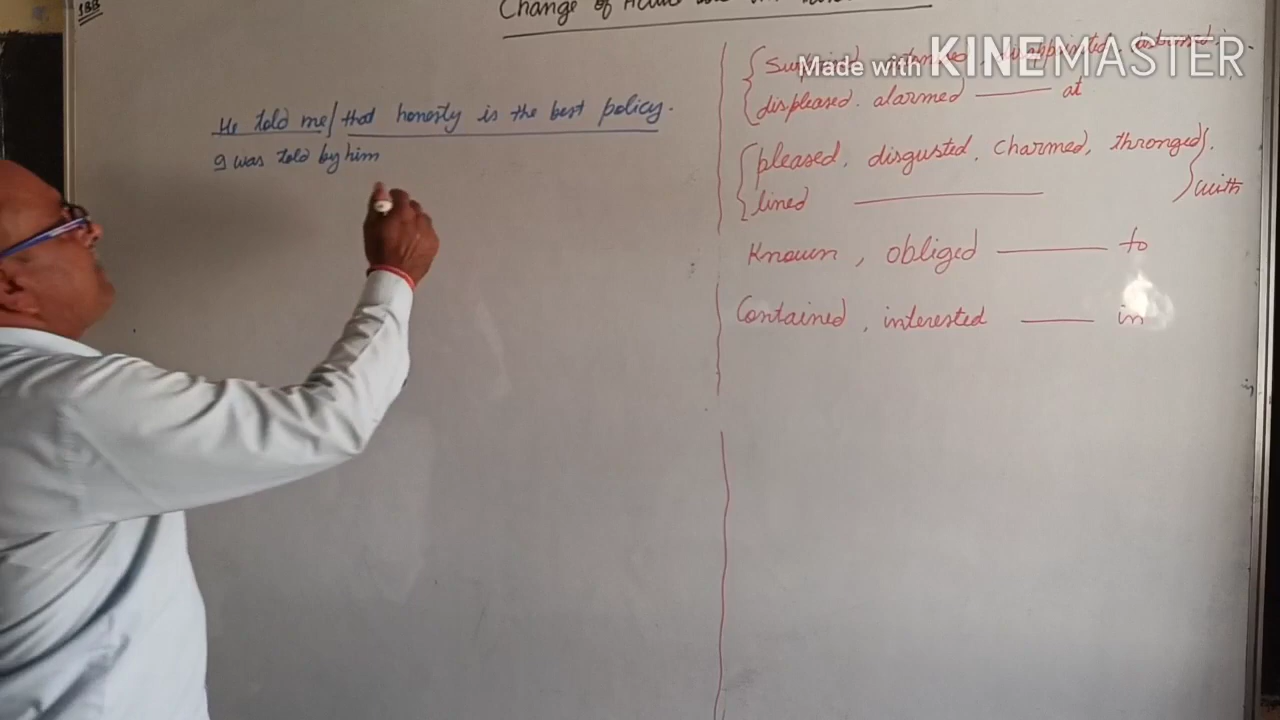 188
Change of
He told me/ that honesty is the best policy.
I was told by him
Made with KINEMASTER
displeased. alarmed ——— at
pleased, disgusted, charmed, thronged
lined ——— with
Known, obliged ——— to
Contained, interested ——— in